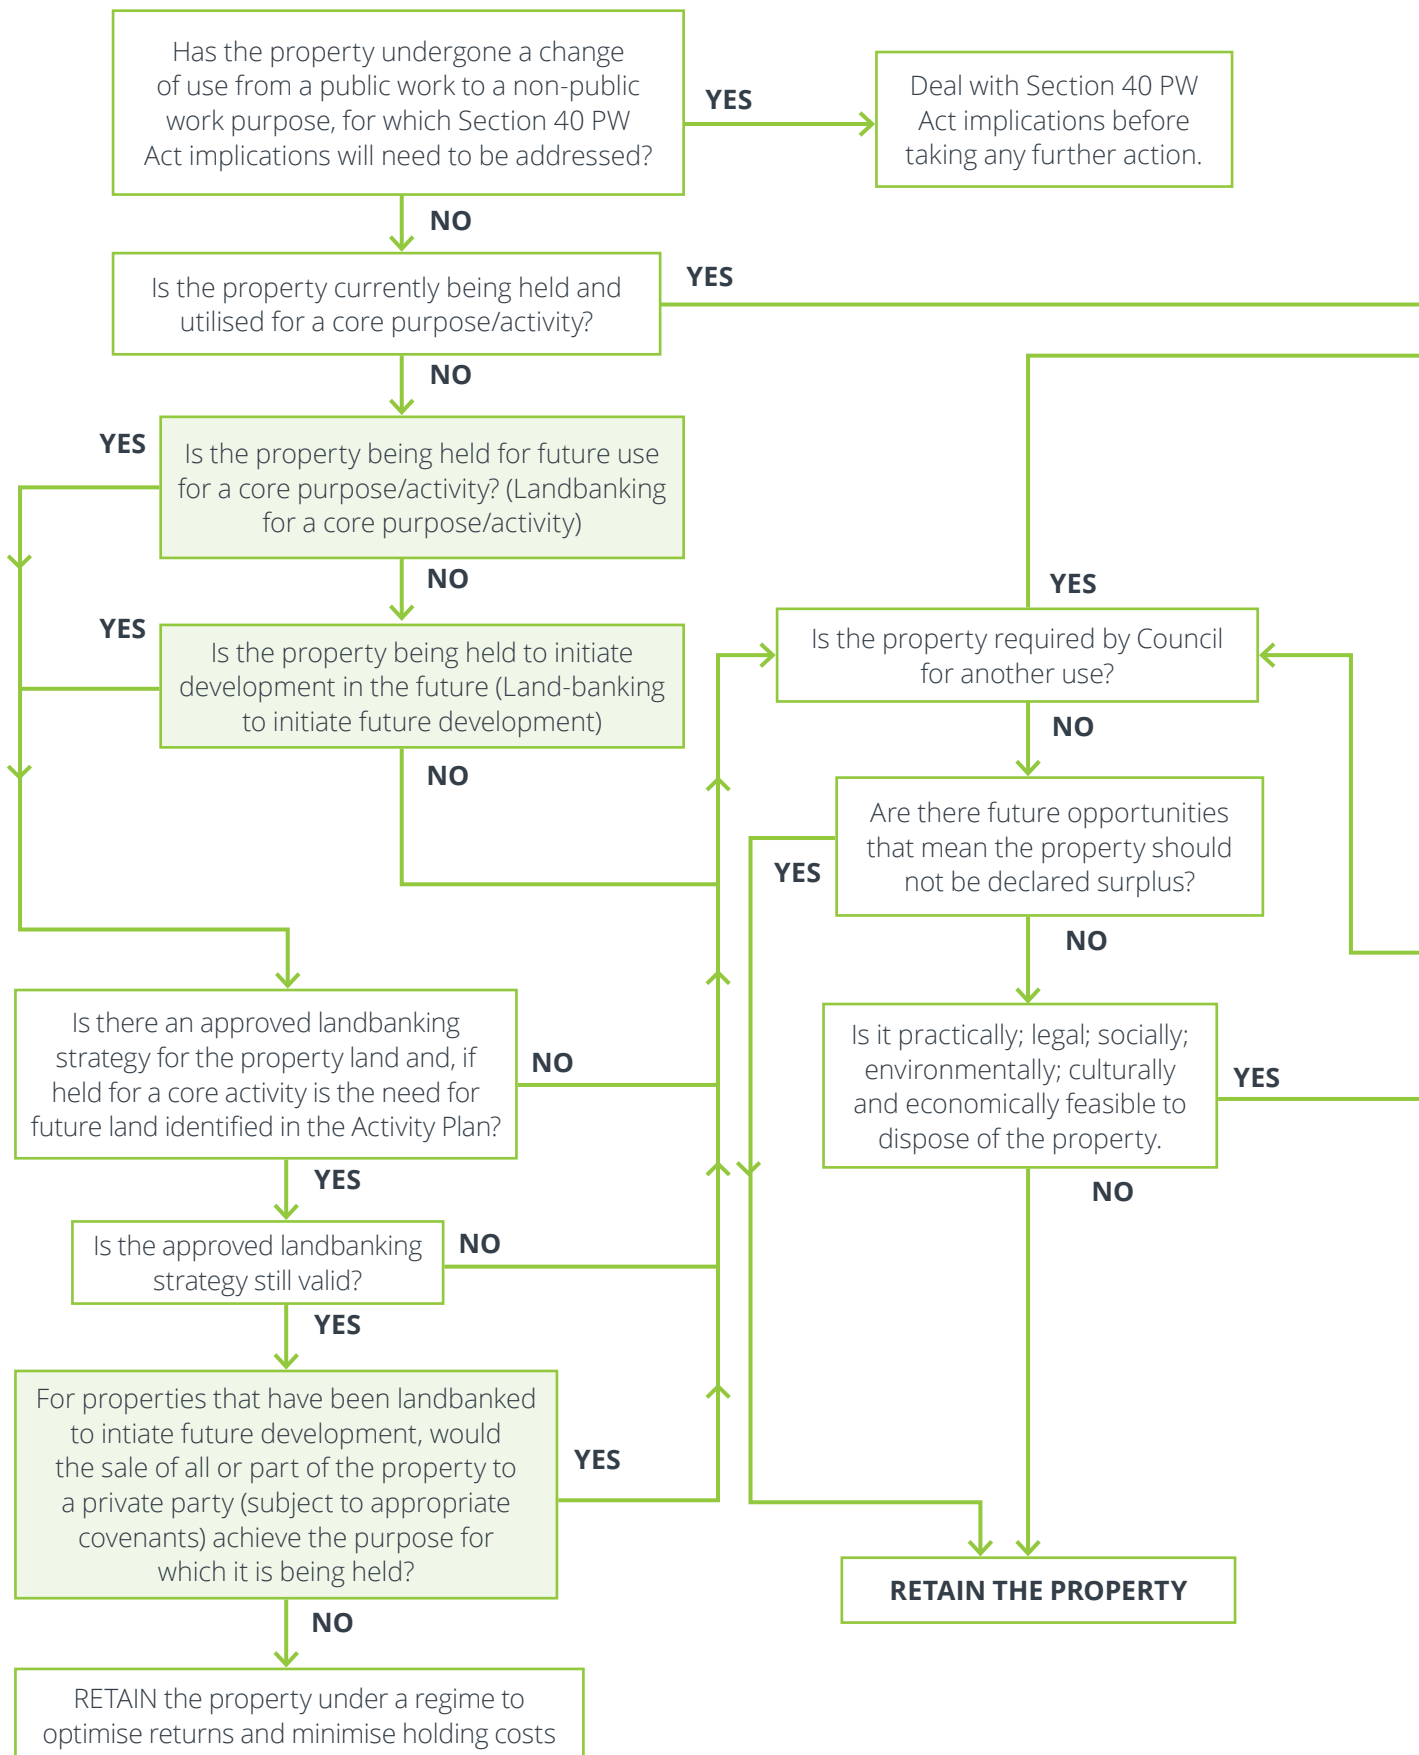 Has the property undergone a change
of use from a public work to a non-public
work purpose, for which Section 40 PW
Act implications will need to be addressed?
YES
Deal with Section 40 PW
Act implications before
taking any further action.
NO
Is the property currently being held and
utilised for a core purpose/activity?
YES
NO
YES
Is the property being held for future use
for a core purpose/activity? (Landbanking
for a core purpose/activity)
NO
YES
Is the property being held to initiate
development in the future (Land-banking
to initiate future development)
NO
Is there an approved landbanking
strategy for the property land and, if
held for a core activity is the need for
future land identified in the Activity Plan?
NO
YES
Is the approved landbanking
strategy still valid?
NO
YES
For properties that have been landbanked
to intiate future development, would
the sale of all or part of the property to
a private party (subject to appropriate
covenants) achieve the purpose for
which it is being held?
YES
NO
RETAIN the property under a regime to
optimise returns and minimise holding costs
YES
Is the property required by Council
for another use?
NO
Are there future opportunities
that mean the property should
not be declared surplus?
YES
NO
Is it practically; legal; socially;
environmentally; culturally
and economically feasible to
dispose of the property.
YES
NO
RETAIN THE PROPERTY